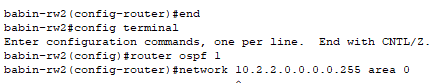 babin-rw2(config-router)#end
babin-rw2#config terminal
Enter configuration commands, one per line.  End with CNTL/Z.
babin-rw2(config)#router ospf 1
babin-rw2(config-router)#network 10.2.2.0.0.0.0.255 area 0
^